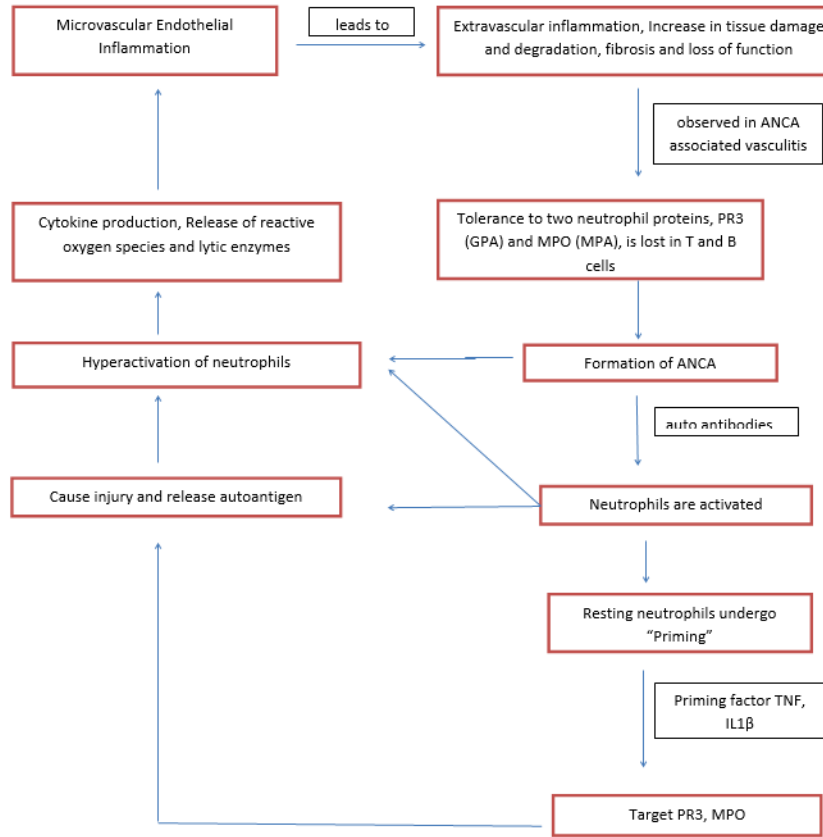 Microvascular Endothelial
Inflammation
leads to
Extravascular inflammation, Increase in tissue damage
and degradation, fibrosis and loss of function
observed in ANCA
associated vasculitis
Cytokine production, Release of reactive
oxygen species and lytic enzymes
Tolerance to two neutrophil proteins, PR3
(GPA) and MPO (MPA), is lost in T and B
cells
Hyperactivation of neutrophils
Formation of ANCA
auto antibodies
Cause injury and release autoantigen
Neutrophils are activated
Resting neutrophils undergo
“Priming”
Priming factor TNF,
IL1β
Target PR3, MPO